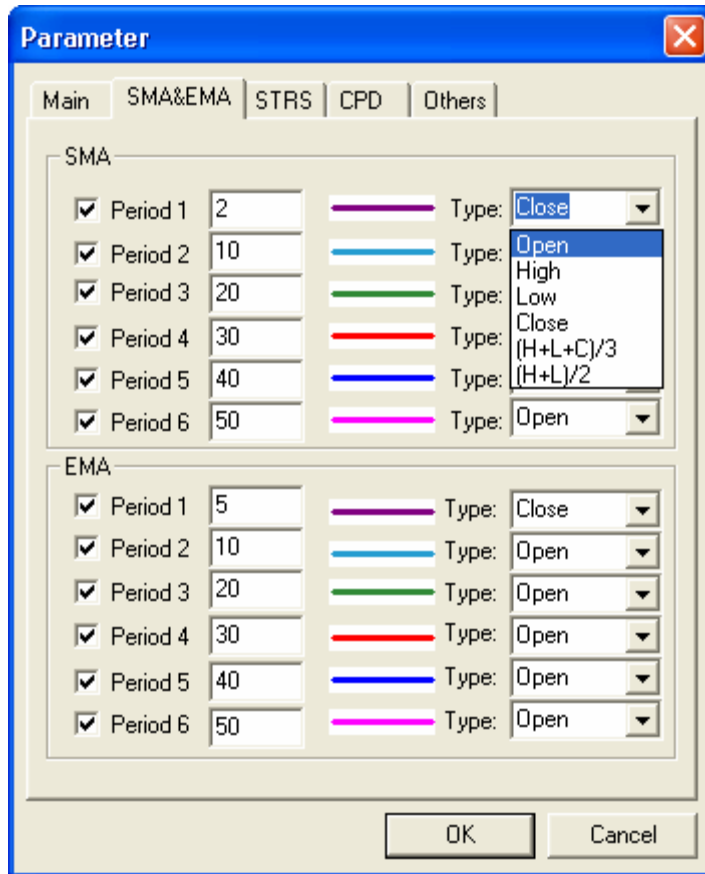 Parameter
Main SMA&EMA STRS CPD Others
SMA
Period 1 2 Type: Close
Period 2 10 Type: Open
Period 3 20 Type: High
Low
Period 4 30 Type: Close
(H+L+C)/3
Period 5 40 Type: (H+L)/2
Period 6 50 Type: Open
EMA
Period 1 5 Type: Close
Period 2 10 Type: Open
Period 3 20 Type: Open
Period 4 30 Type: Open
Period 5 40 Type: Open
Period 6 50 Type: Open
OK Cancel